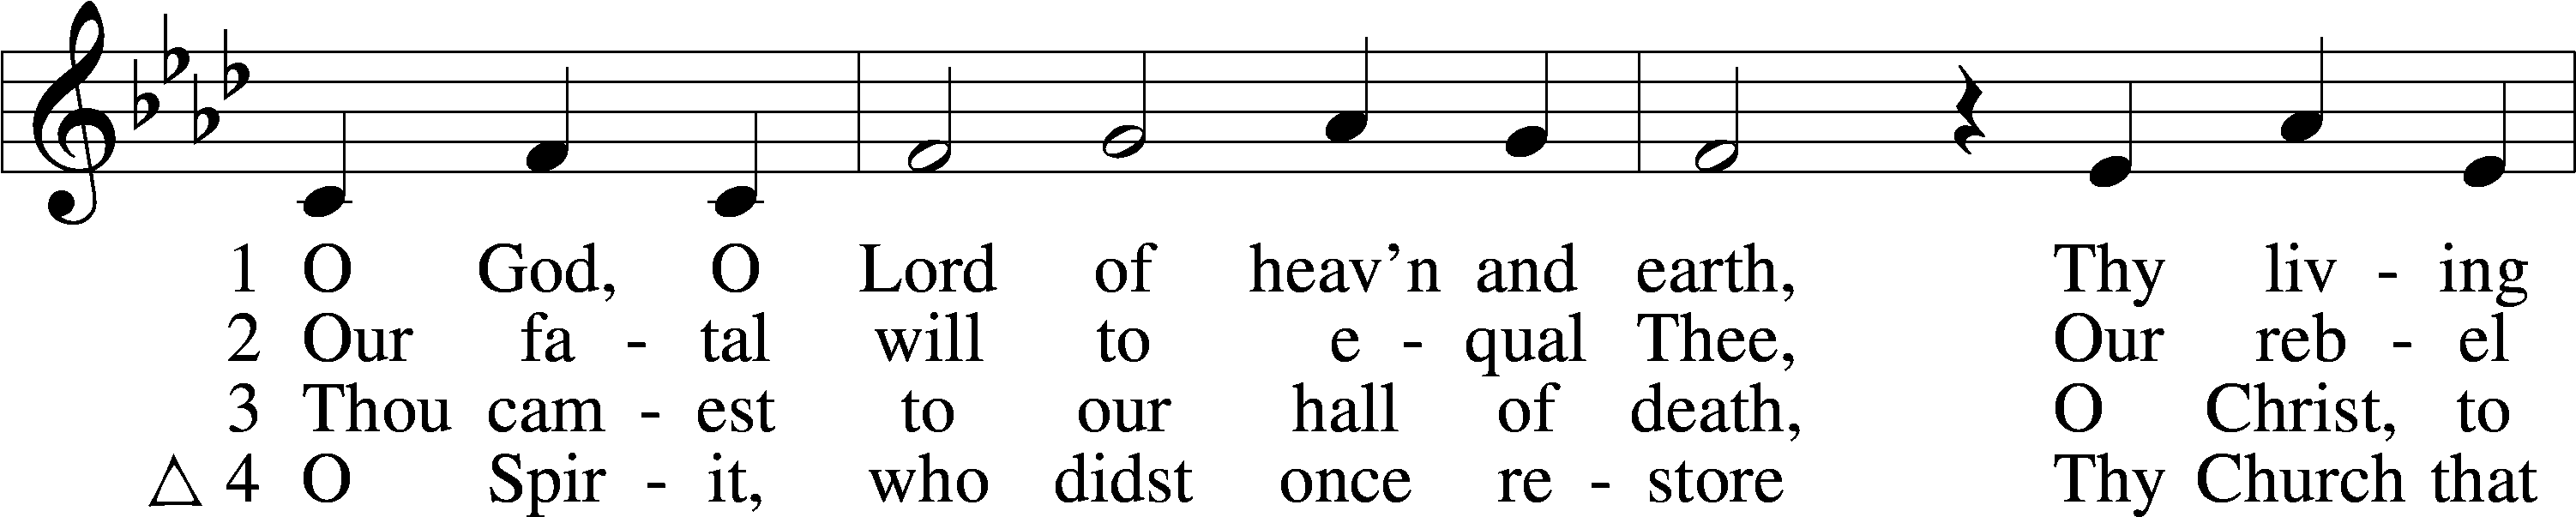 1 O God, O Lord of heav’n and earth, Thy liv - ing
2 Our fa - tal will to e - qual Thee, Our reb - el
3 Thou cam - est to our hall of death, O Christ, to
△ 4 O Spir - it, who didst once re - store Thy Church that